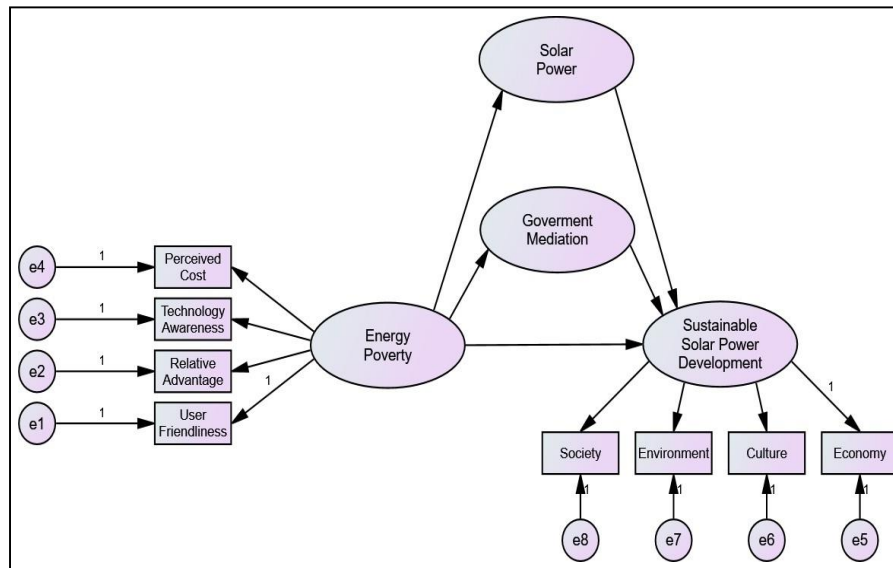 Solar
Power
Goverment
Mediation
e4
1
Perceived
Cost
e3
1
Technology
Awareness
e2
1
Relative
Advantage
e1
1
User
Friendliness
1
Energy
Poverty
Sustainable
Solar Power
Development
1
Society
Environment
Culture
Economy
1
1
1
1
e8
e7
e6
e5